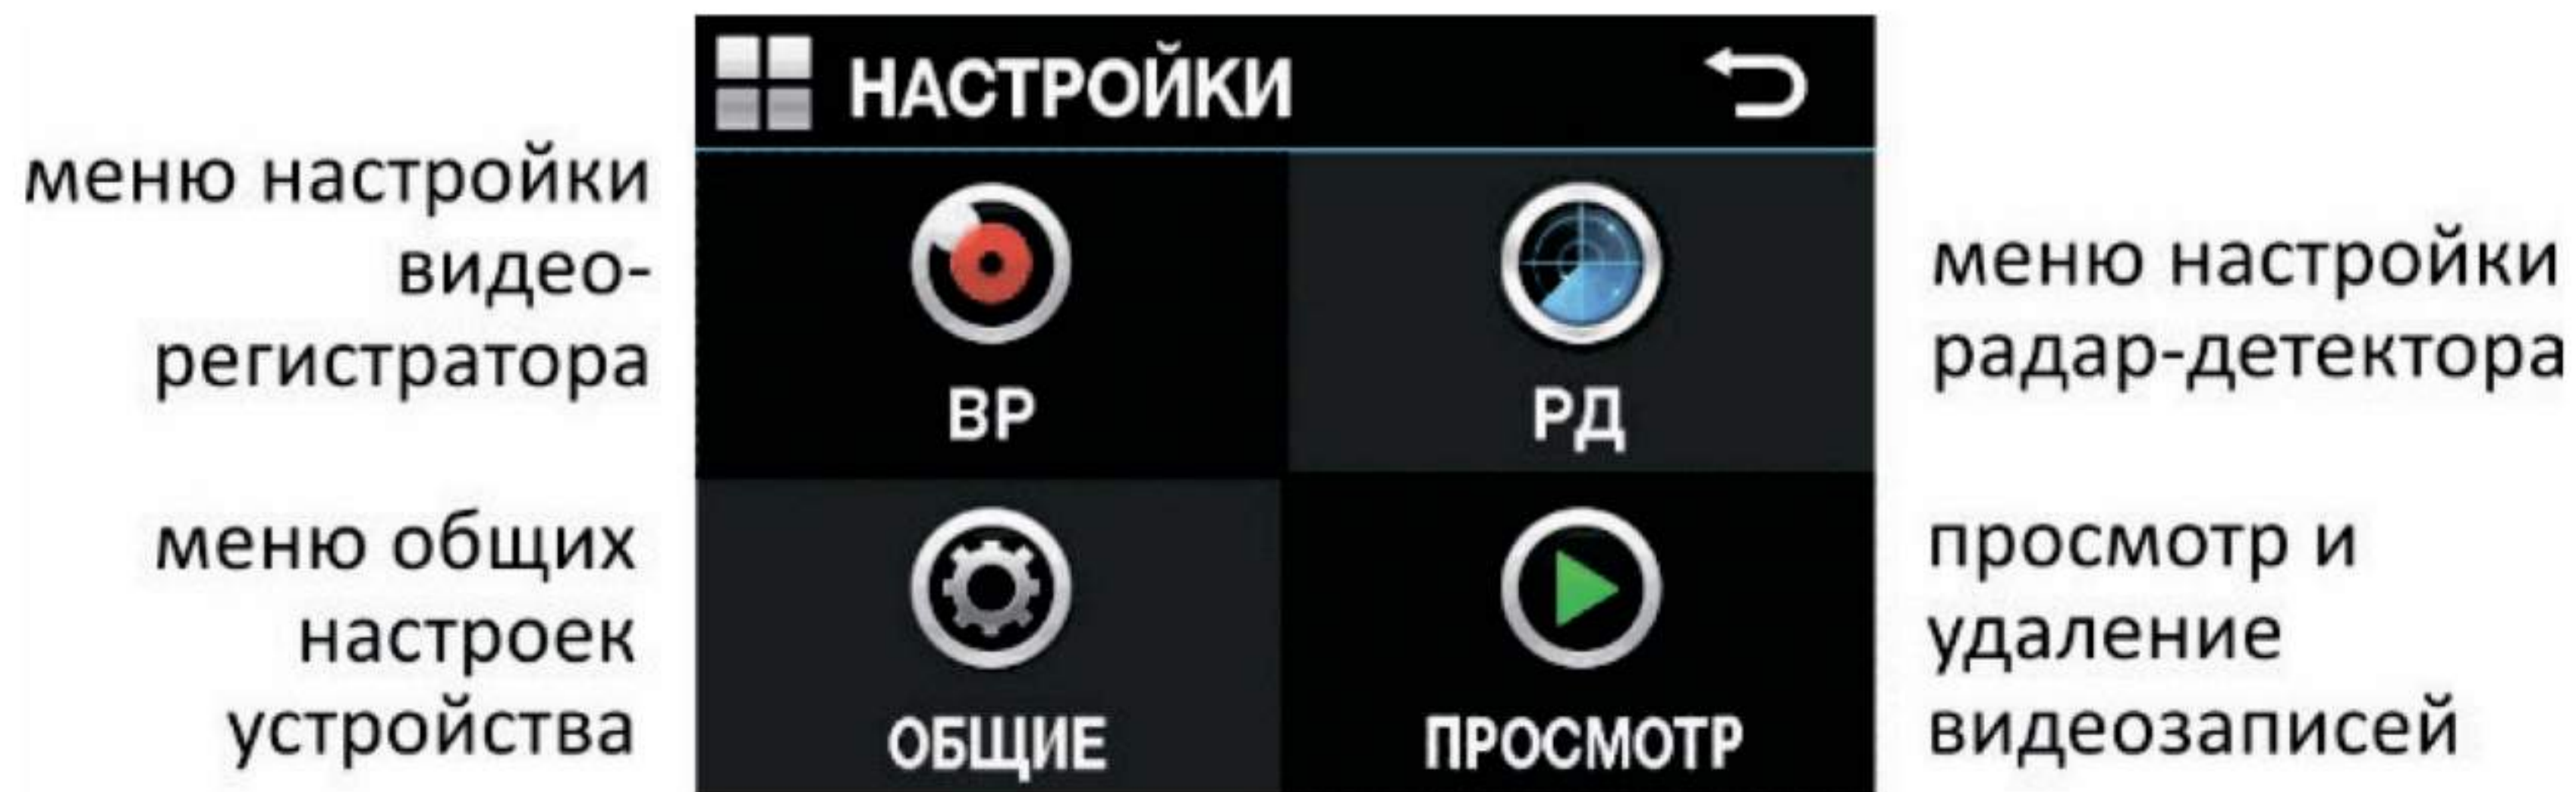 НАСТРОЙКИ
меню настройки
видео-
регистратора
ВР
РД
меню настройки
радар-детектора
меню общих
настроек
устройства
ОБЩИЕ
ПРОСМОТР
просмотр и
удаление
видеозаписей